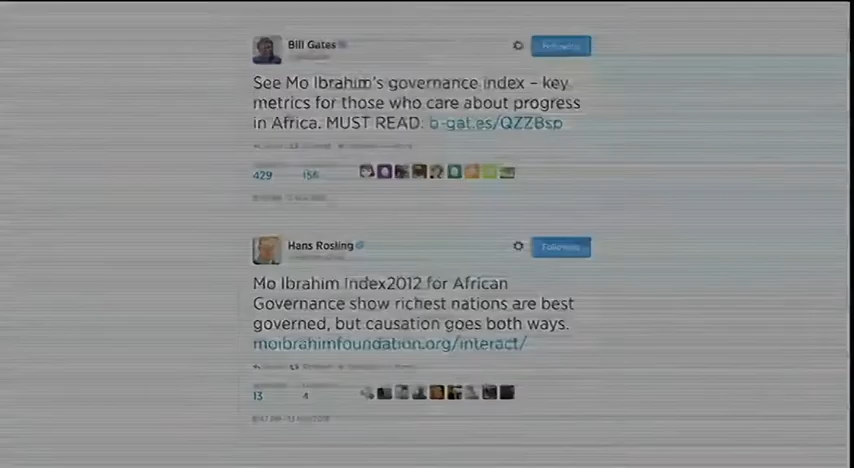 Bill Gates
Following
See Mo Ibrahim's governance index – key
metrics for those who care about progress
in Africa. MUST READ. b-gat.es/QZZBsp
429 156
Hans Rosling
Following
Mo Ibrahim Index2012 for African
Governance show richest nations are best
governed, but causation goes both ways.
moibrahimfoundation.org/interact/
13 4